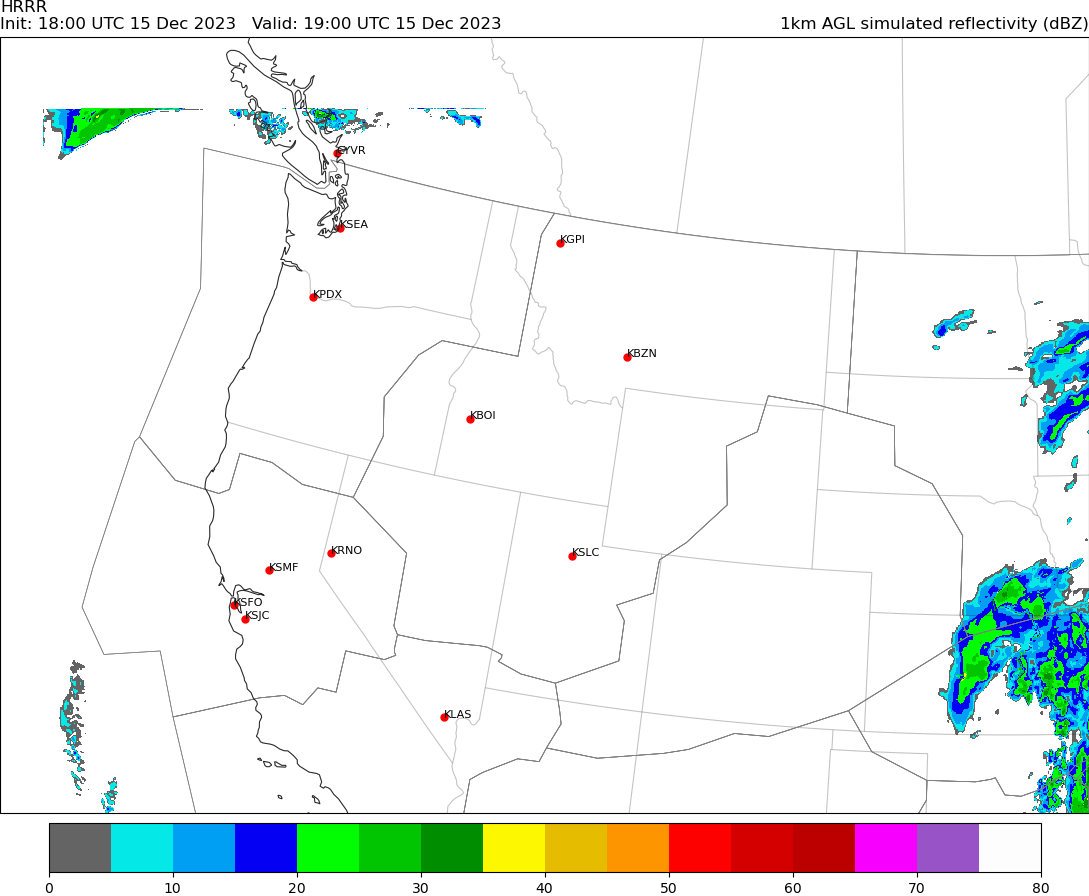 HRRR
Init: 18:00 UTC 15 Dec 2023   Valid: 19:00 UTC 15 Dec 2023   1km AGL simulated reflectivity (dBZ)
CYVR
KSEA
KGPI
KPDX
KBZN
KBOI
KRNO
KSLC
KSMF
KSFO
KSJC
KLAS
0 10 20 30 40 50 60 70 80